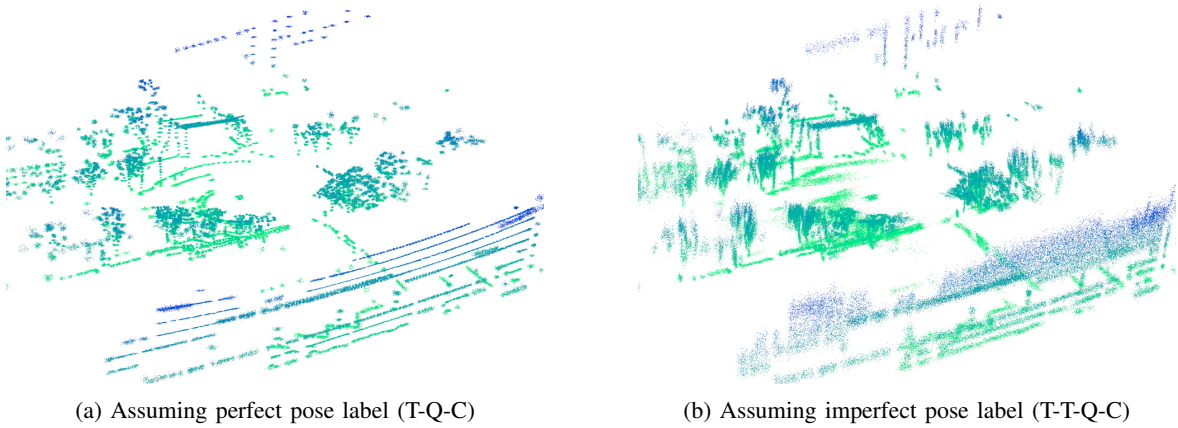 (a) Assuming perfect pose label (T-Q-C)
(b) Assuming imperfect pose label (T-T-Q-C)